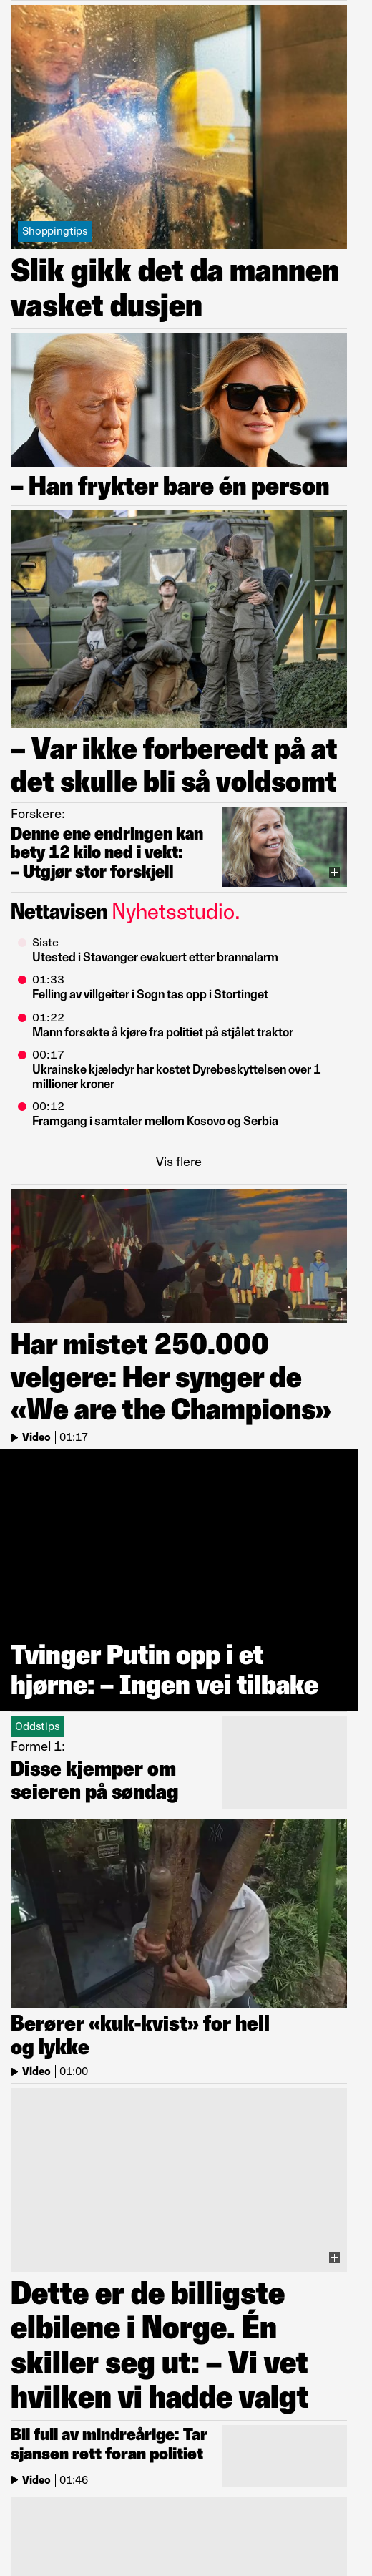 Shoppingtips
Slik gikk det da mannen
vasket dusjen
– Han frykter bare én person
– Var ikke forberedt på at
det skulle bli så voldsomt
Forskere:
Denne ene endringen kan
bety 12 kilo ned i vekt:
– Utgjør stor forskjell
Nettavisen Nyhetsstudio.
Siste
Utested i Stavanger evakuert etter brannalarm
01:33
Felling av villgeiter i Sogn tas opp i Stortinget
01:22
Mann forsøkte å kjøre fra politiet på stjålet traktor
00:17
Ukrainske kjæledyr har kostet Dyrebeskyttelsen over 1
millioner kroner
00:12
Framgang i samtaler mellom Kosovo og Serbia
Vis flere
Har mistet 250.000
velgere: Her synger de
«We are the Champions»
Video | 01:17
Tvinger Putin opp i et
hjørne: – Ingen vei tilbake
Oddstips
Formel 1:
Disse kjemper om
seieren på søndag
Berører «kuk-kvist» for hell
og lykke
Video | 01:00
Dette er de billigste
elbilene i Norge. Én
skiller seg ut: – Vi vet
hvilken vi hadde valgt
Bil full av mindreårige: Tar
sjansen rett foran politiet
Video | 01:46